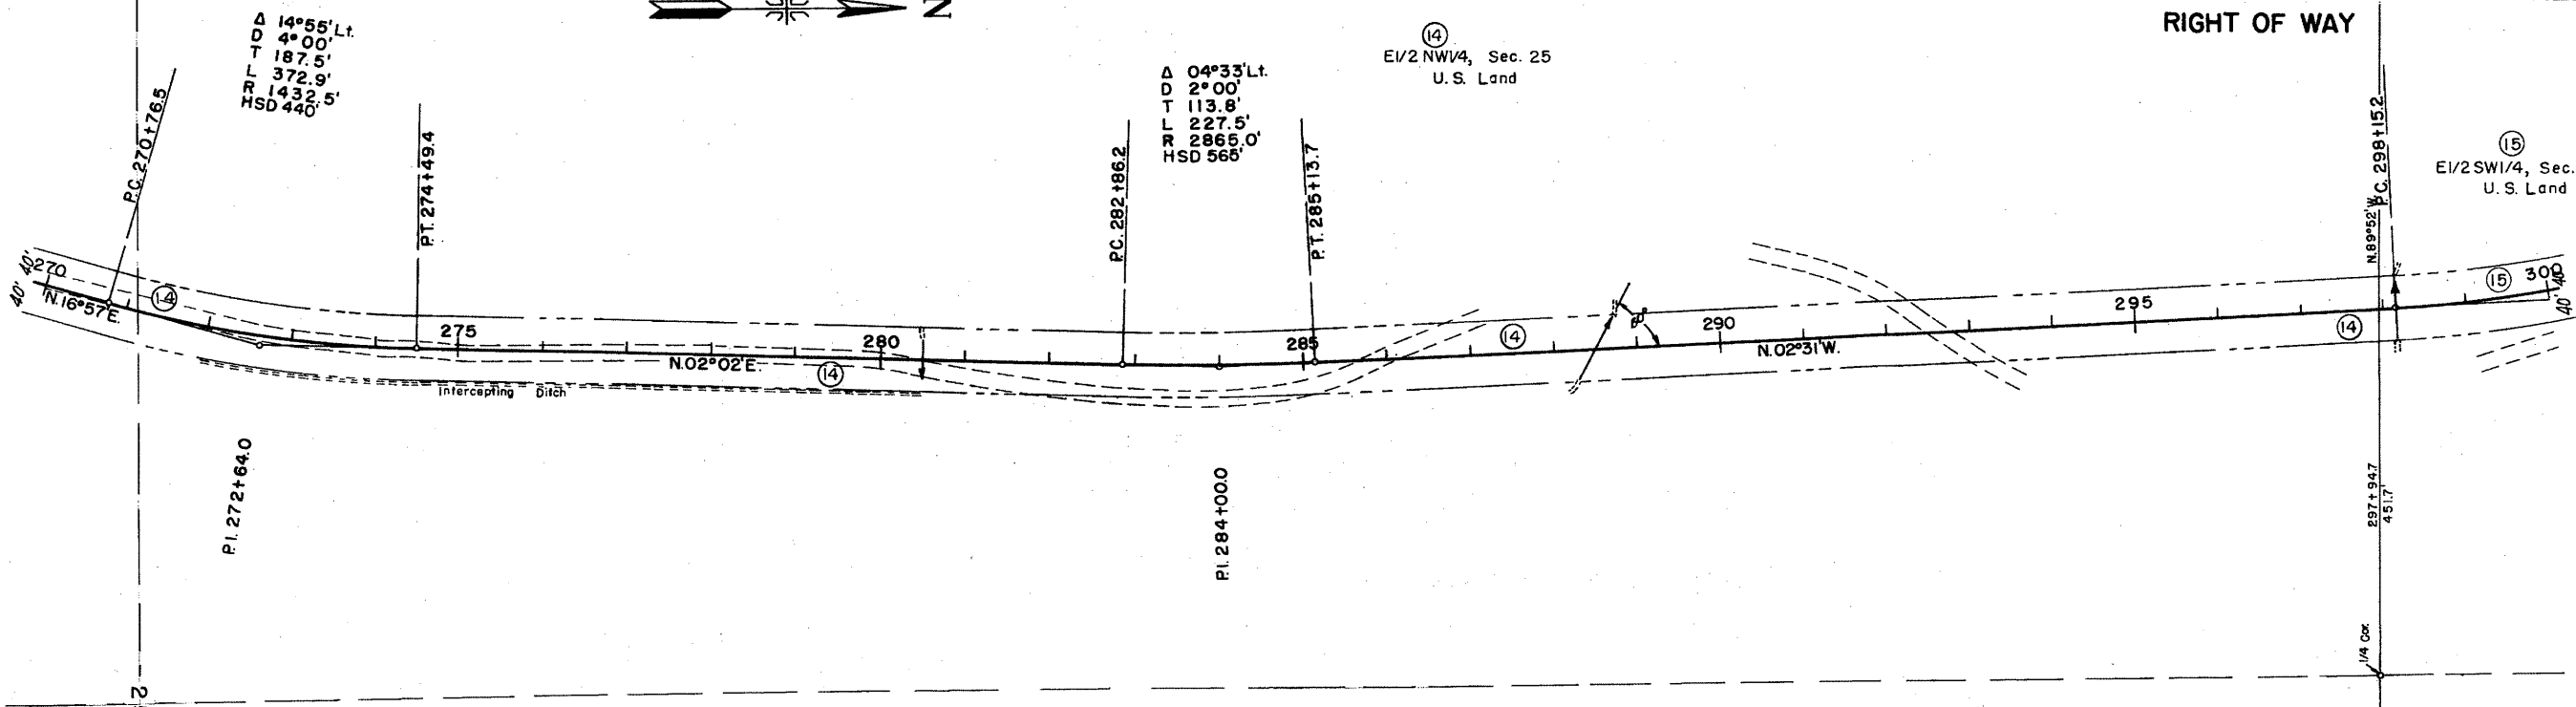 N
RIGHT OF WAY
Δ 14°55' Lt.
D 4°00'
T 187.5'
L 372.9'
R 1432.5'
HSD 440'
P.C. 270+76.5
P.T. 274+49.4
Δ 04°33' Lt.
D 2°00'
T 113.8'
L 227.5'
R 2865.0'
HSD 565'
P.C. 282+86.2
P.T. 285+13.7
14
E1/2 NW1/4, Sec. 25
U.S. Land
N.89°52'W.
P.C. 298+15.2
15
E1/2 SW1/4, Sec.
U.S. Land
40' 40'
270
N.16°57'E.
14
275
280
285
290
295
300
N.02°02'E.
14
14
N.02°31'W.
14
15
40' 40'
Intercepting Ditch
P.I. 272+64.0
P.I. 284+00.0
297+94.7
451.7'
1/4 Cor.
2